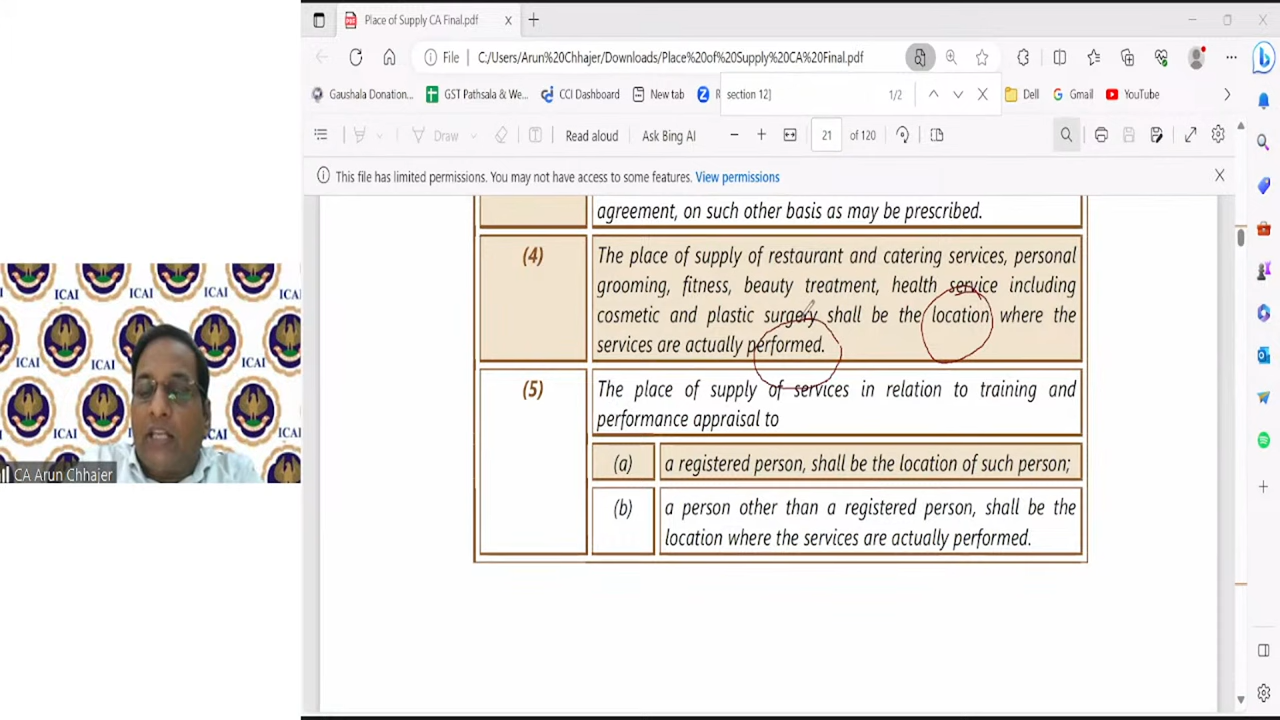 Place of Supply CA Final.pdf
File
C:/Users/Arun%20Chhajer/Downloads/Place%20of%20Supply%20CA%20Final.pdf
Gaushala Donation...
GST Pathsala & We...
CCI Dashboard
New tab
section 12]
1/2
Dell
Gmail
YouTube
Draw
Read aloud
Ask Bing AI
21
of 120
This file has limited permissions. You may not have access to some features. View permissions
agreement, on such other basis as may be prescribed.
(4)
The place of supply of restaurant and catering services, personal
grooming, fitness, beauty treatment, health service including
cosmetic and plastic surgery shall be the location where the
services are actually performed.
(5)
The place of supply of services in relation to training and
performance appraisal to
(a)
a registered person, shall be the location of such person;
(b)
a person other than a registered person, shall be the
location where the services are actually performed.
ICAI
ICAI
ICAI
ICAI
ICAI
ICAI
ICAI
CA Arun Chhajer